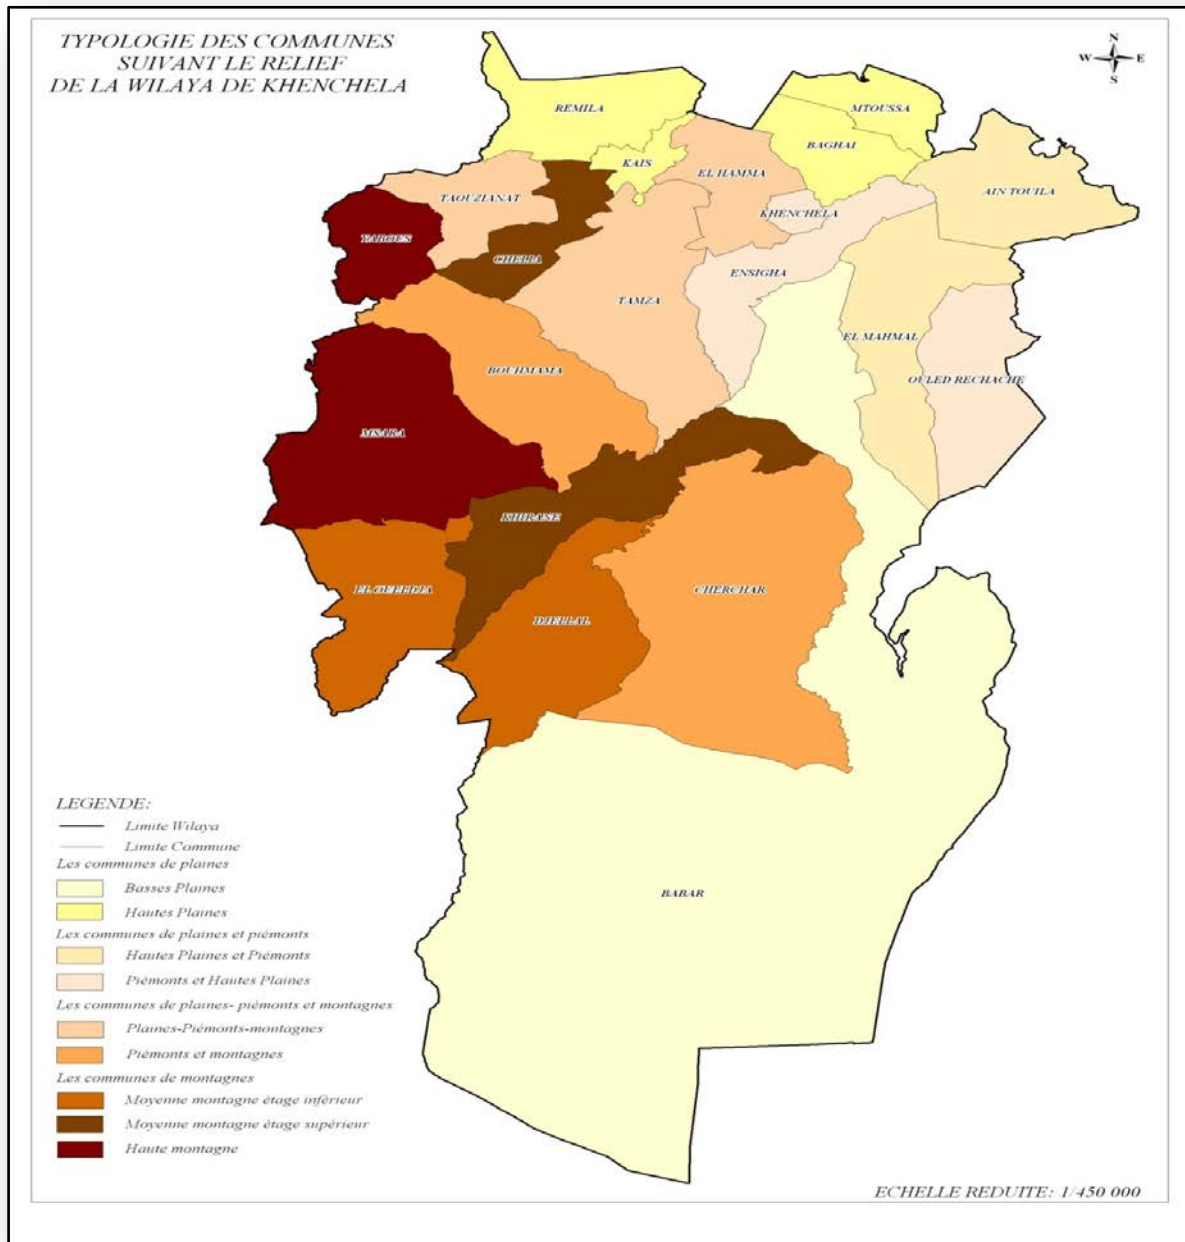 TYPOLOGIE DES COMMUNES
SUIVANT LE RELIEF
DE LA WILAYA DE KHENCHELA
N
W E
S
REMILA
MTOUSSA
BAGHAI
KAIS
EL HAMMA
AIN TOUILA
TAOUZIANAT
KHENCHELA
YABOUS
CHELIA
ENSIGHA
TAMZA
EL MAHMAL
BOUHMAMA
OULED RECHACHE
MSARA
KHIRANE
EL OUELDJA
CHERCHAR
DJELLAL
BABAR
LEGENDE:
Limite Wilaya
Limite Commune
Les communes de plaines
Basses Plaines
Hautes Plaines
Les communes de plaines et piémonts
Hautes Plaines et Piémonts
Piémonts et Hautes Plaines
Les communes de plaines- piémonts et montagnes
Plaines-Piémonts-montagnes
Piémonts et montagnes
Les communes de montagnes
Moyenne montagne étage inférieur
Moyenne montagne étage supérieur
Haute montagne
ECHELLE REDUITE: 1/450 000